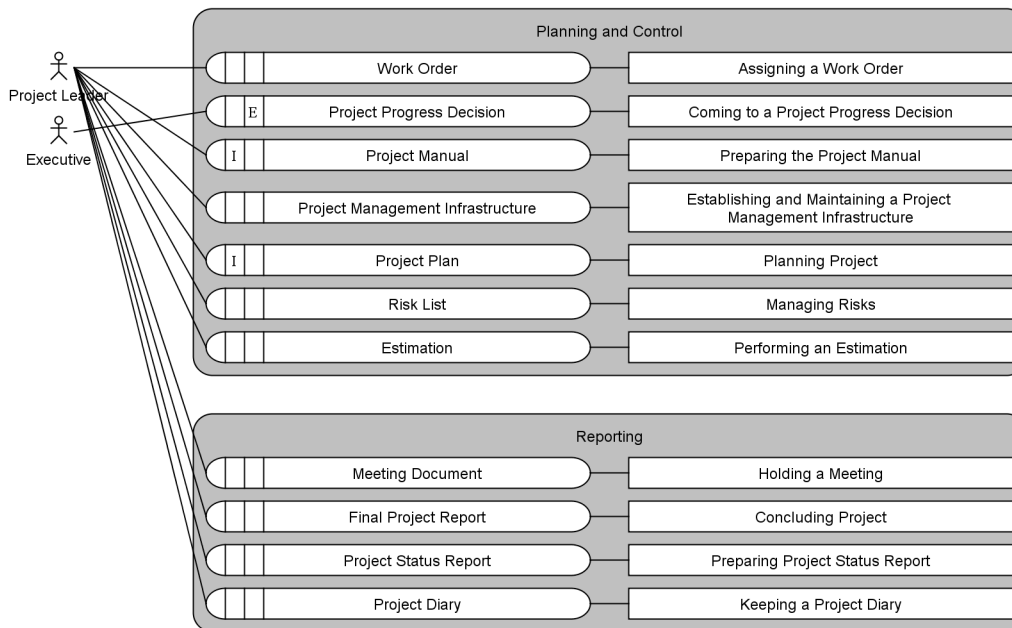 Planning and Control
Project Leader
Work Order
Assigning a Work Order
Executive
E
Project Progress Decision
Coming to a Project Progress Decision
I
Project Manual
Preparing the Project Manual
Project Management Infrastructure
Establishing and Maintaining a Project
Management Infrastructure
I
Project Plan
Planning Project
Risk List
Managing Risks
Estimation
Performing an Estimation
Reporting
Meeting Document
Holding a Meeting
Final Project Report
Concluding Project
Project Status Report
Preparing Project Status Report
Project Diary
Keeping a Project Diary